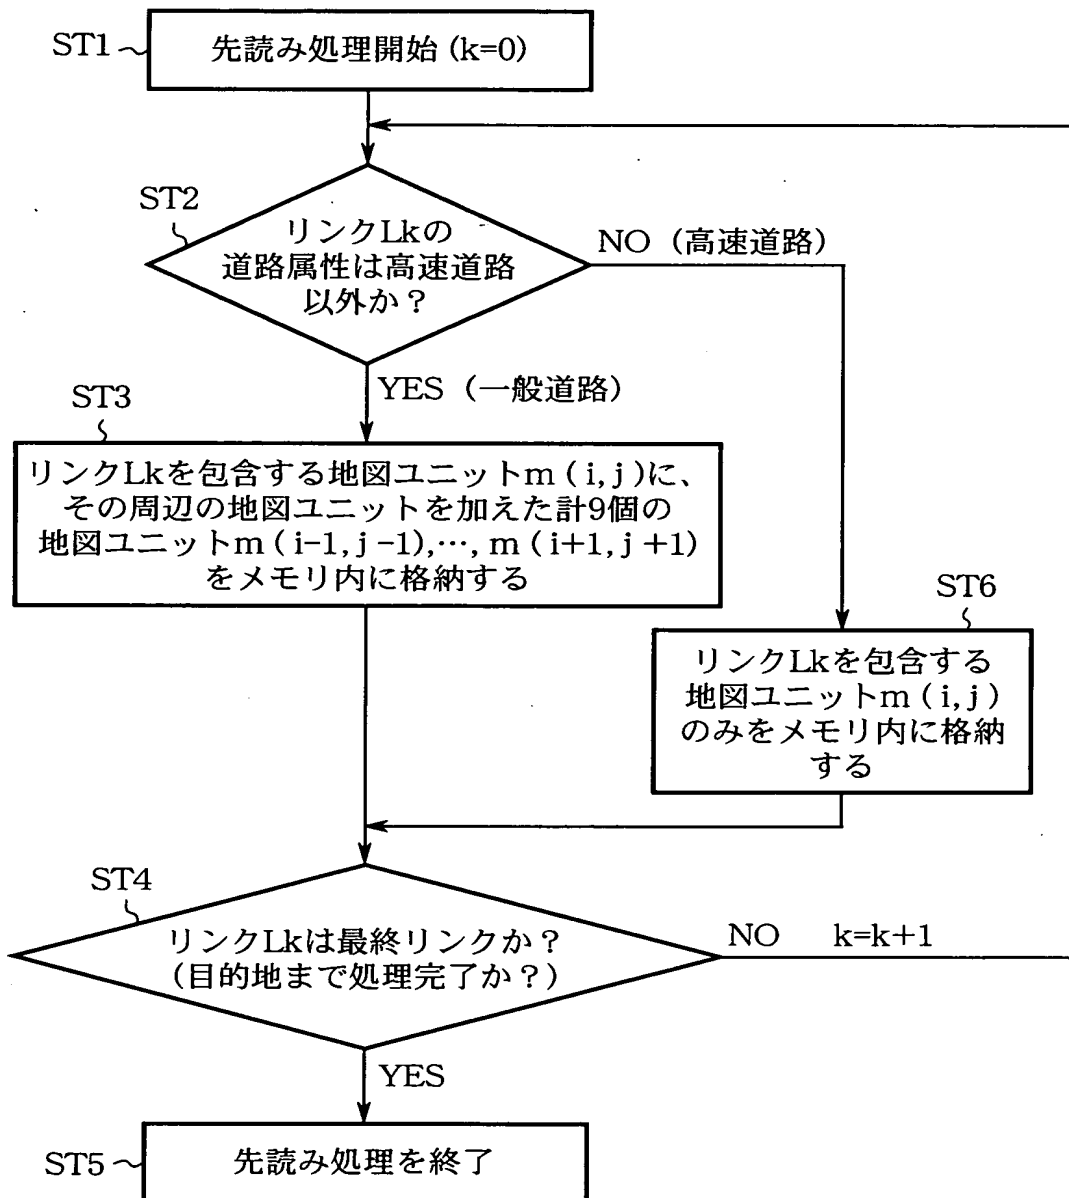 ST1
先読み処理開始 (k=0)
ST2
リンクLkの
道路属性は高速道路
以外か？
NO (高速道路)
YES (一般道路)
ST3
リンクLkを包含する地図ユニットm (i,j)に、
その周辺の地図ユニットを加えた計9個の
地図ユニットm (i-1,j-1),…, m (i+1,j+1)
をメモリ内に格納する
ST6
リンクLkを包含する
地図ユニットm (i,j)
のみをメモリ内に格納
する
ST4
リンクLkは最終リンクか？
(目的地まで処理完了か？)
NO k=k+1
YES
ST5
先読み処理を終了